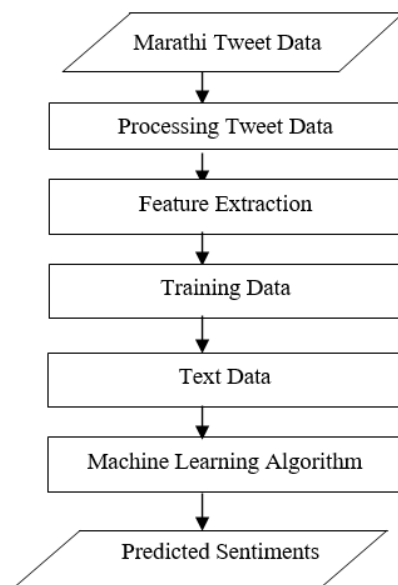 Marathi Tweet Data
Processing Tweet Data
Feature Extraction
Training Data
Text Data
Machine Learning Algorithm
Predicted Sentiments